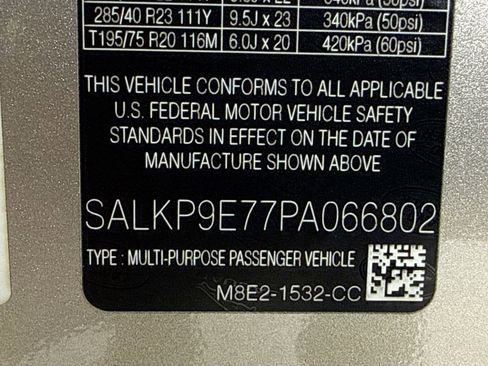 285/40 R23 111Y 9.5J x 23 340kPa (50psi)
T195/75 R20 116M 6.0J x 20 420kPa (60psi)
THIS VEHICLE CONFORMS TO ALL APPLICABLE
U.S. FEDERAL MOTOR VEHICLE SAFETY
STANDARDS IN EFFECT ON THE DATE OF
MANUFACTURE SHOWN ABOVE
SALKP9E77PA066802
TYPE : MULTI-PURPOSE PASSENGER VEHICLE
M8E2-1532-CC